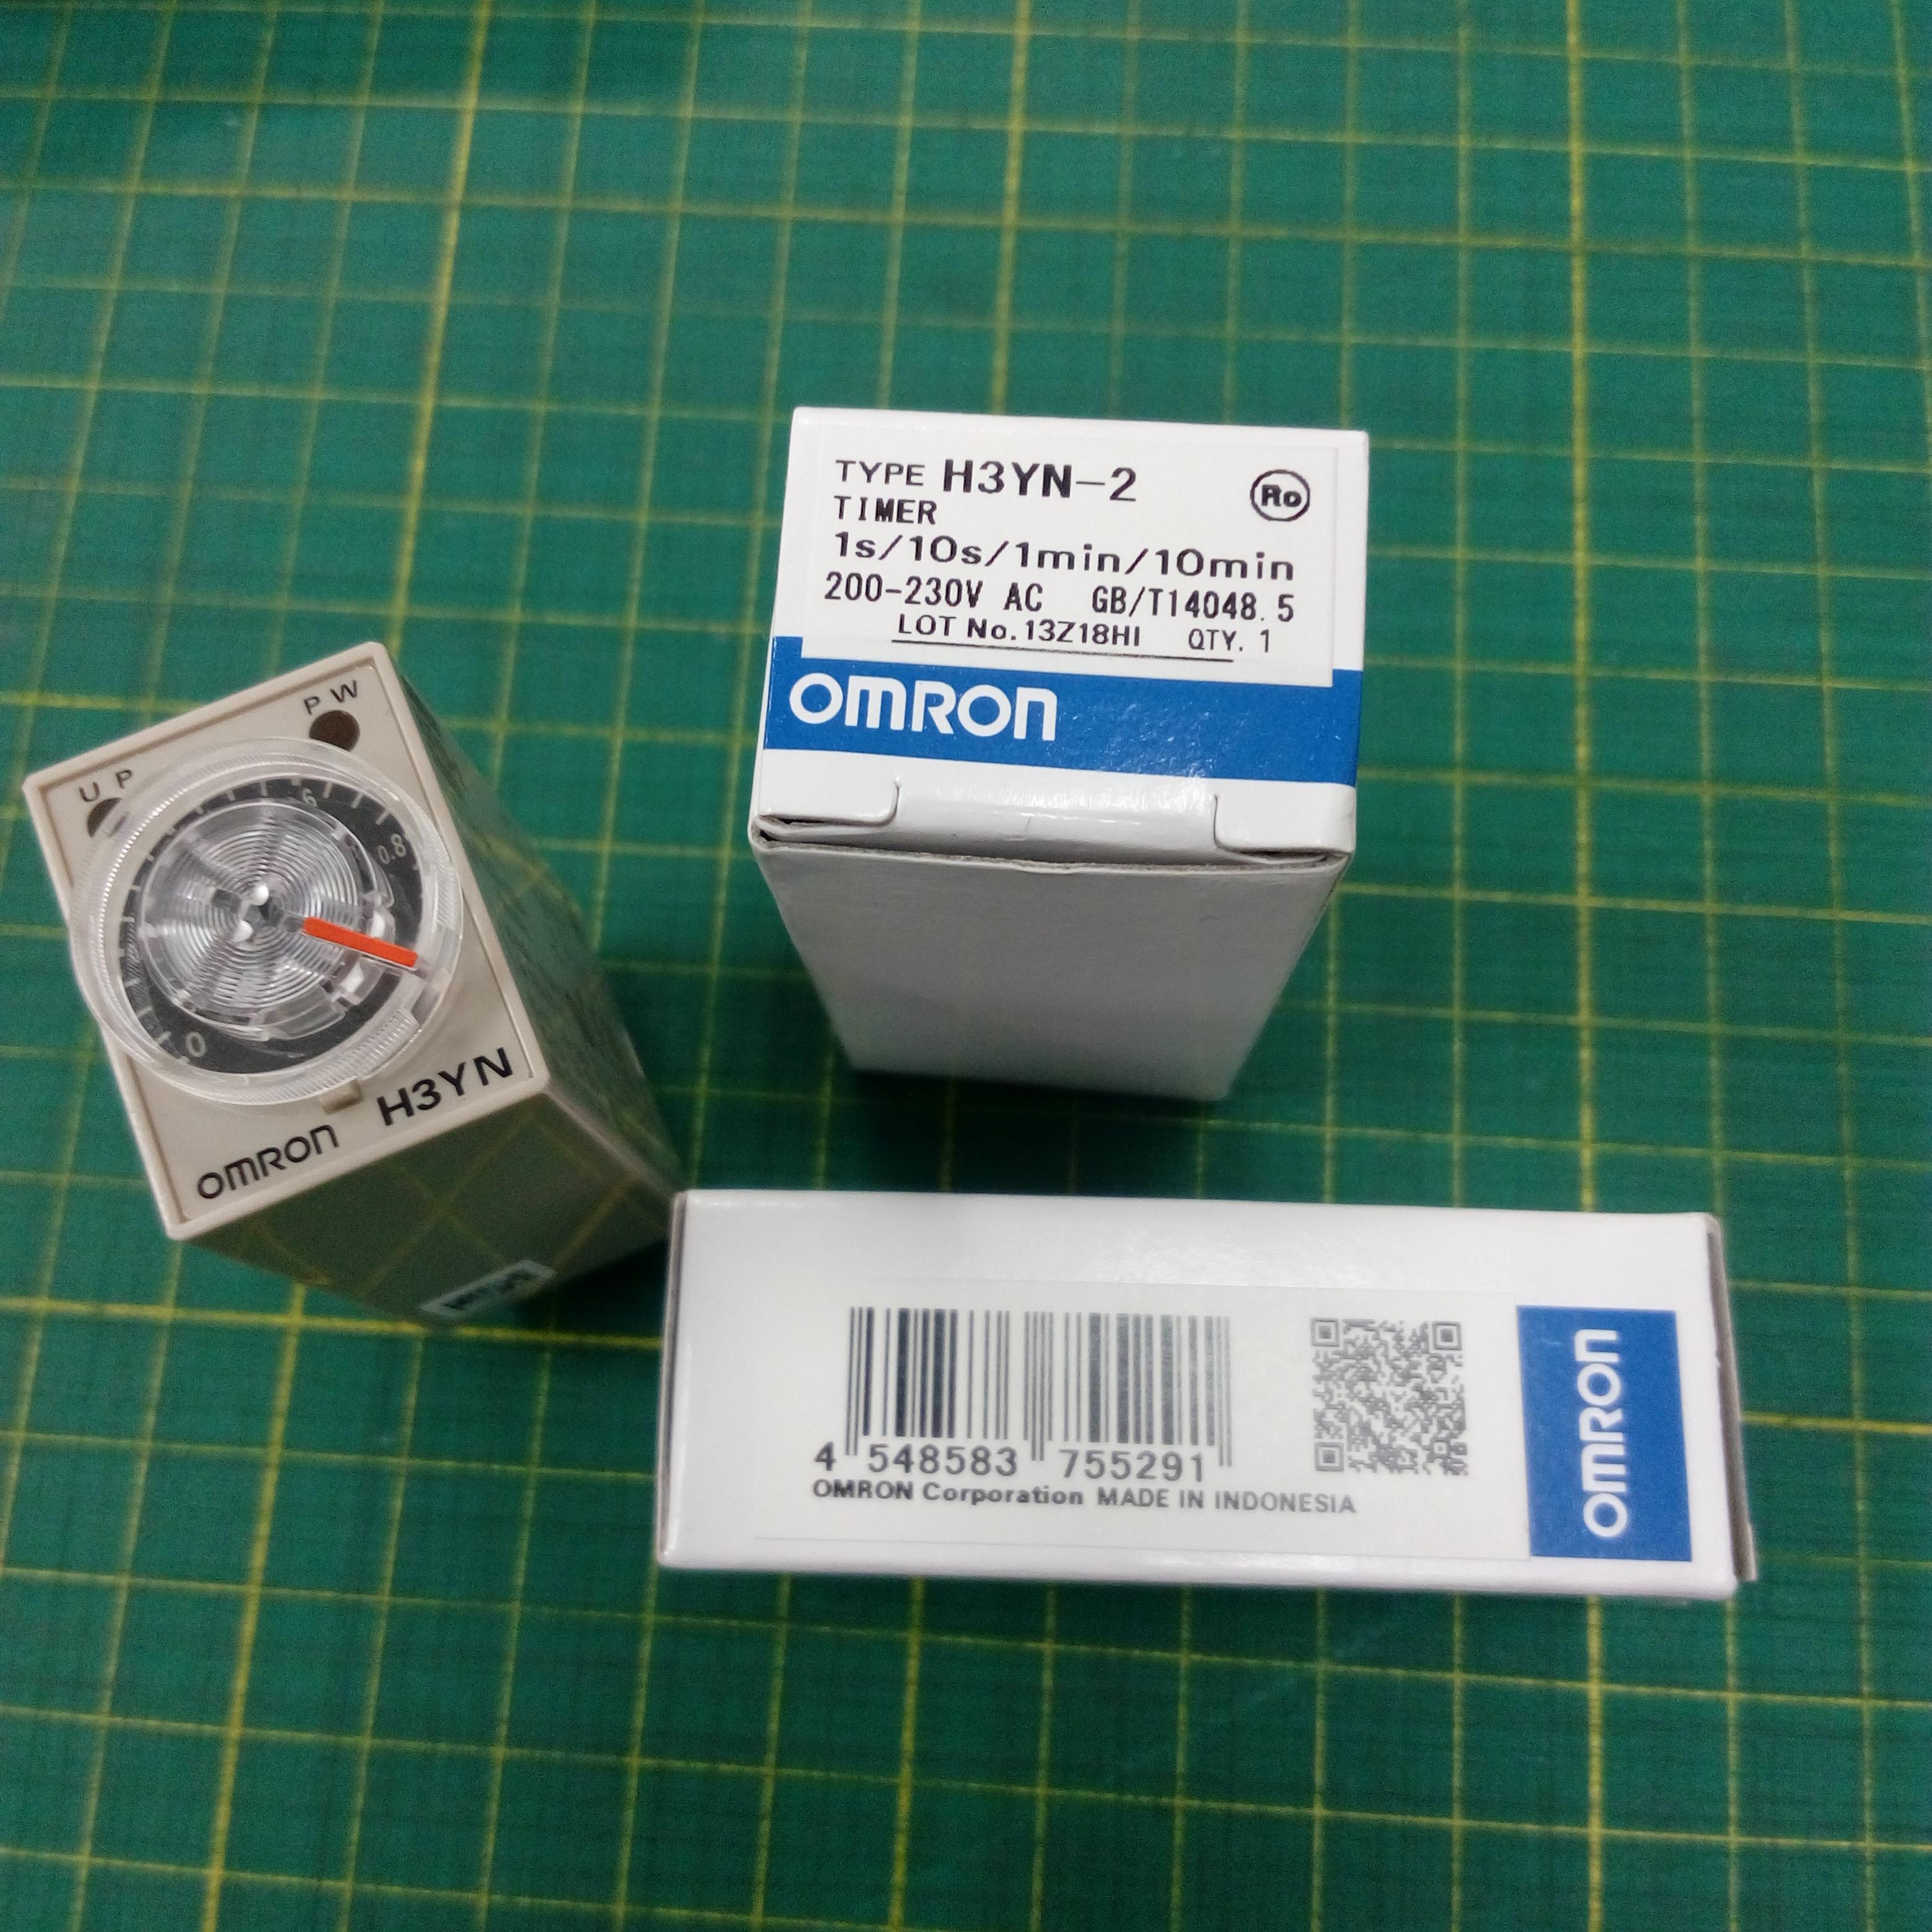 TYPE H3YN-2 Ro
TIMER
1s/10s/1min/10min
200-230V AC GB/T14048.5
LOT No.13Z18HI QTY. 1
OMRON
PW
UP
0.8
0
OMRON H3YN
4 548583 755291
OMRON Corporation MADE IN INDONESIA
OMRON